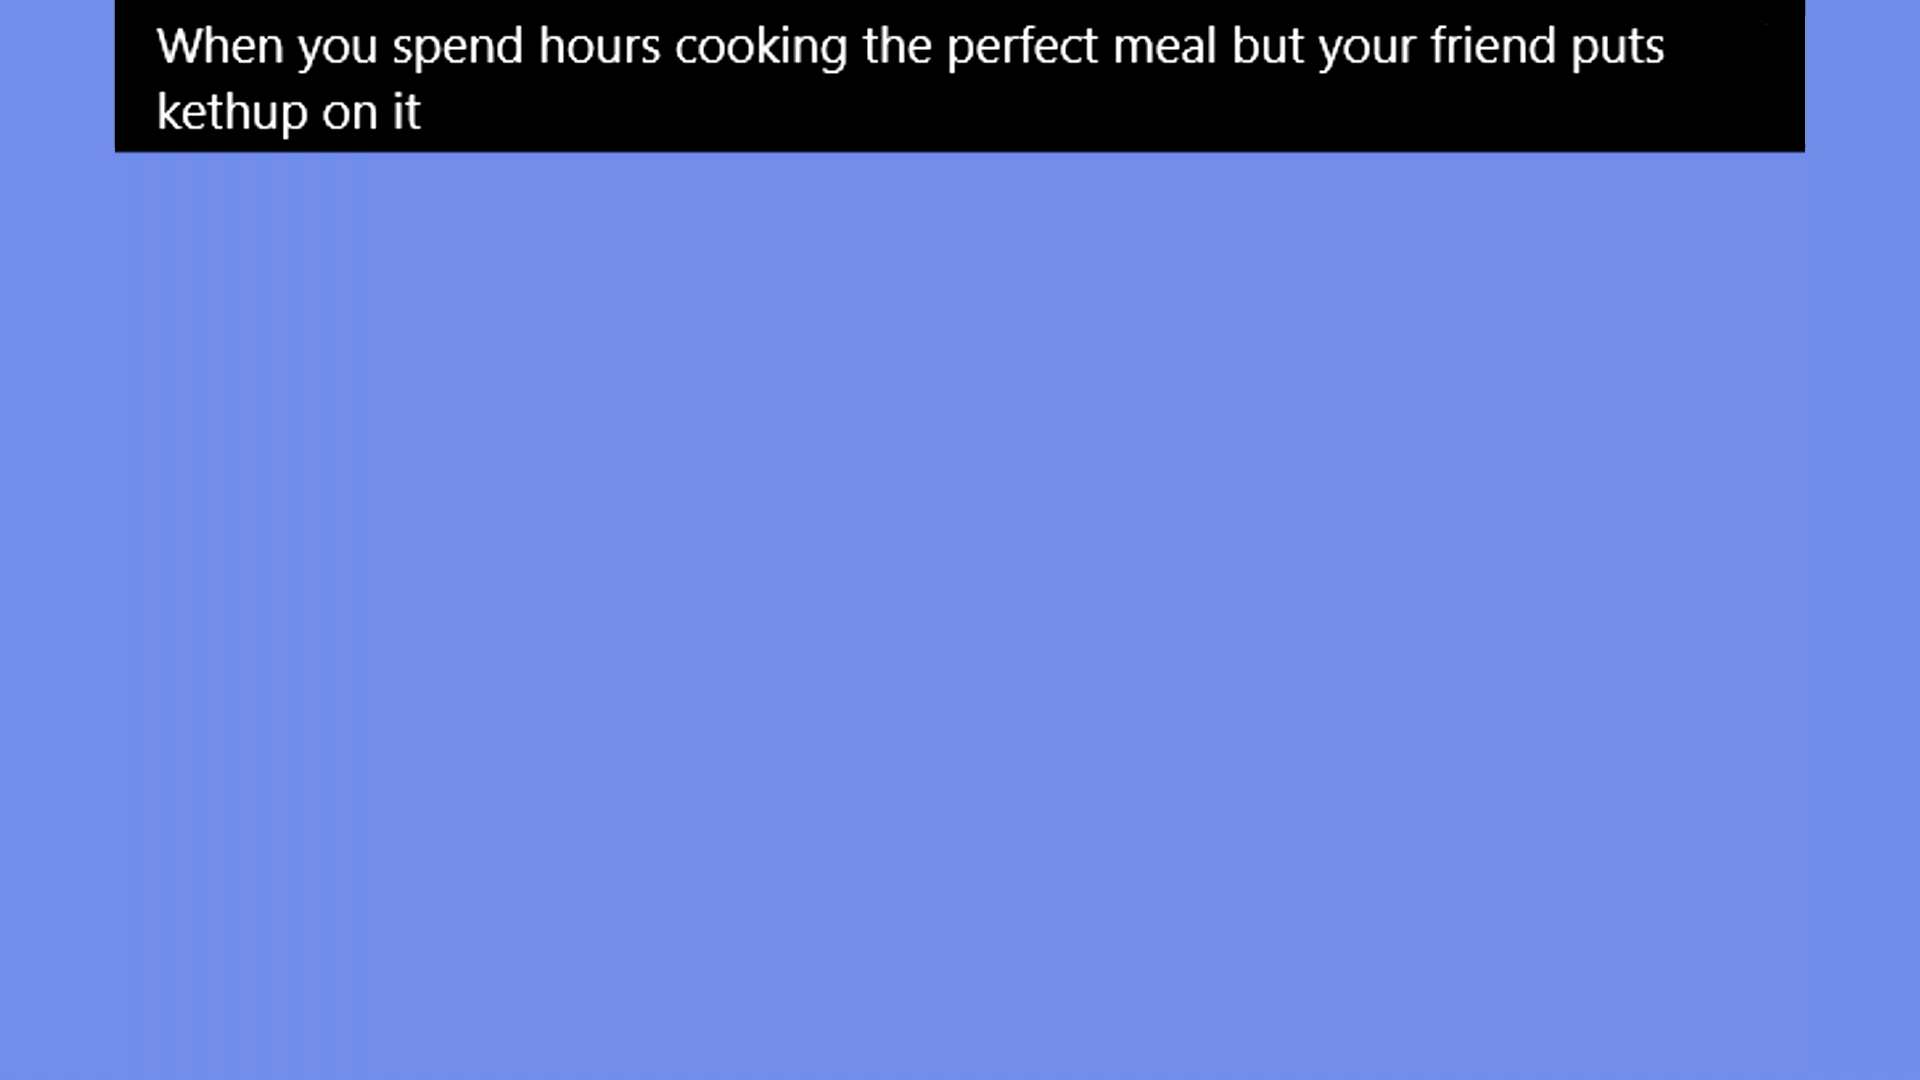 When you spend hours cooking the perfect meal but your friend puts
kethup on it